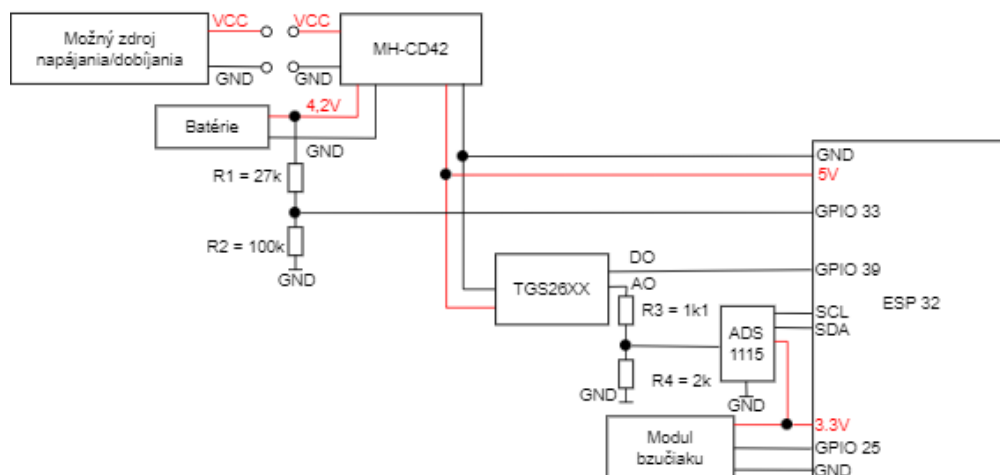 Možný zdroj
napájania/dobíjania
VCC
GND
VCC
GND
MH-CD42
Batérie
4,2V
GND
R1 = 27k
R2 = 100k
GND
GND
5V
GPIO 33
GPIO 39
ESP 32
SCL
SDA
3.3V
GPIO 25
GND
TGS26XX
DO
AO
R3 = 1k1
R4 = 2k
GND
ADS
1115
GND
Modul
bzučiaku